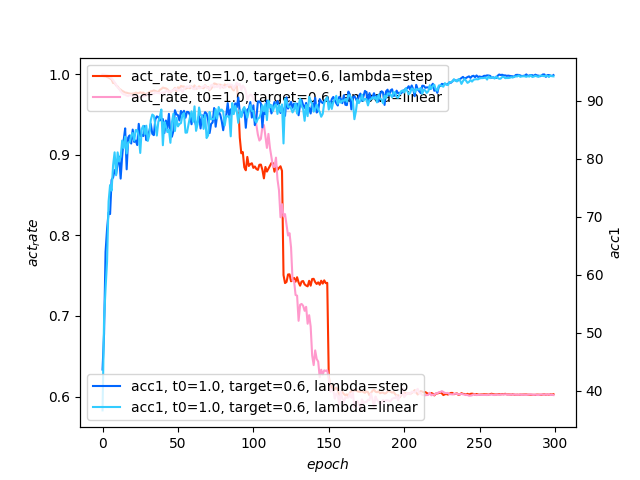 act_rate, t0=1.0, target=0.6, lambda=step
act_rate, t0=1.0, target=0.6, lambda=linear
1.0
0.9
0.8
0.7
0.6
act_rate
90
80
70
60
50
40
acc1
acc1, t0=1.0, target=0.6, lambda=step
acc1, t0=1.0, target=0.6, lambda=linear
0 50 100 150 200 250 300
epoch